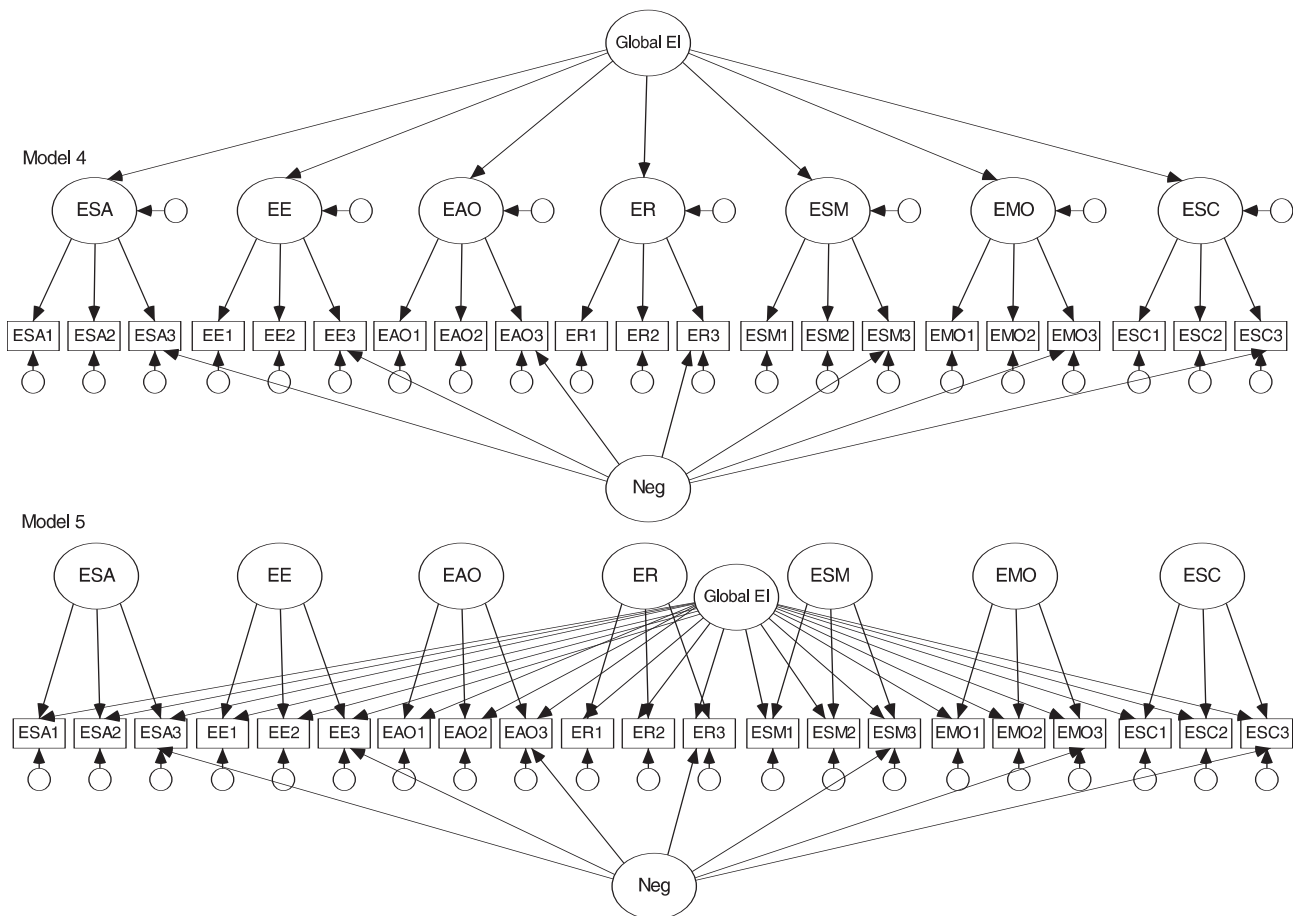 Global EI
Model 4
ESA EE EAO ER ESM EMO ESC
ESA1 ESA2 ESA3 EE1 EE2 EE3 EAO1 EAO2 EAO3 ER1 ER2 ER3 ESM1 ESM2 ESM3 EMO1 EMO2 EMO3 ESC1 ESC2 ESC3
Neg
Model 5
ESA EE EAO ER ESM EMO ESC
Global EI
ESA1 ESA2 ESA3 EE1 EE2 EE3 EAO1 EAO2 EAO3 ER1 ER2 ER3 ESM1 ESM2 ESM3 EMO1 EMO2 EMO3 ESC1 ESC2 ESC3
Neg